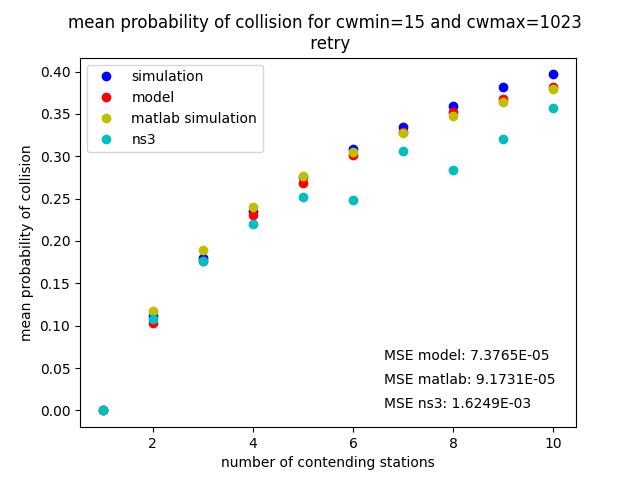 mean probability of collision for cwmin=15 and cwmax=1023
retry
simulation
model
matlab simulation
ns3
mean probability of collision
0.40
0.35
0.30
0.25
0.20
0.15
0.10
0.05
0.00
MSE model: 7.3765E-05
MSE matlab: 9.1731E-05
MSE ns3: 1.6249E-03
2 4 6 8 10
number of contending stations